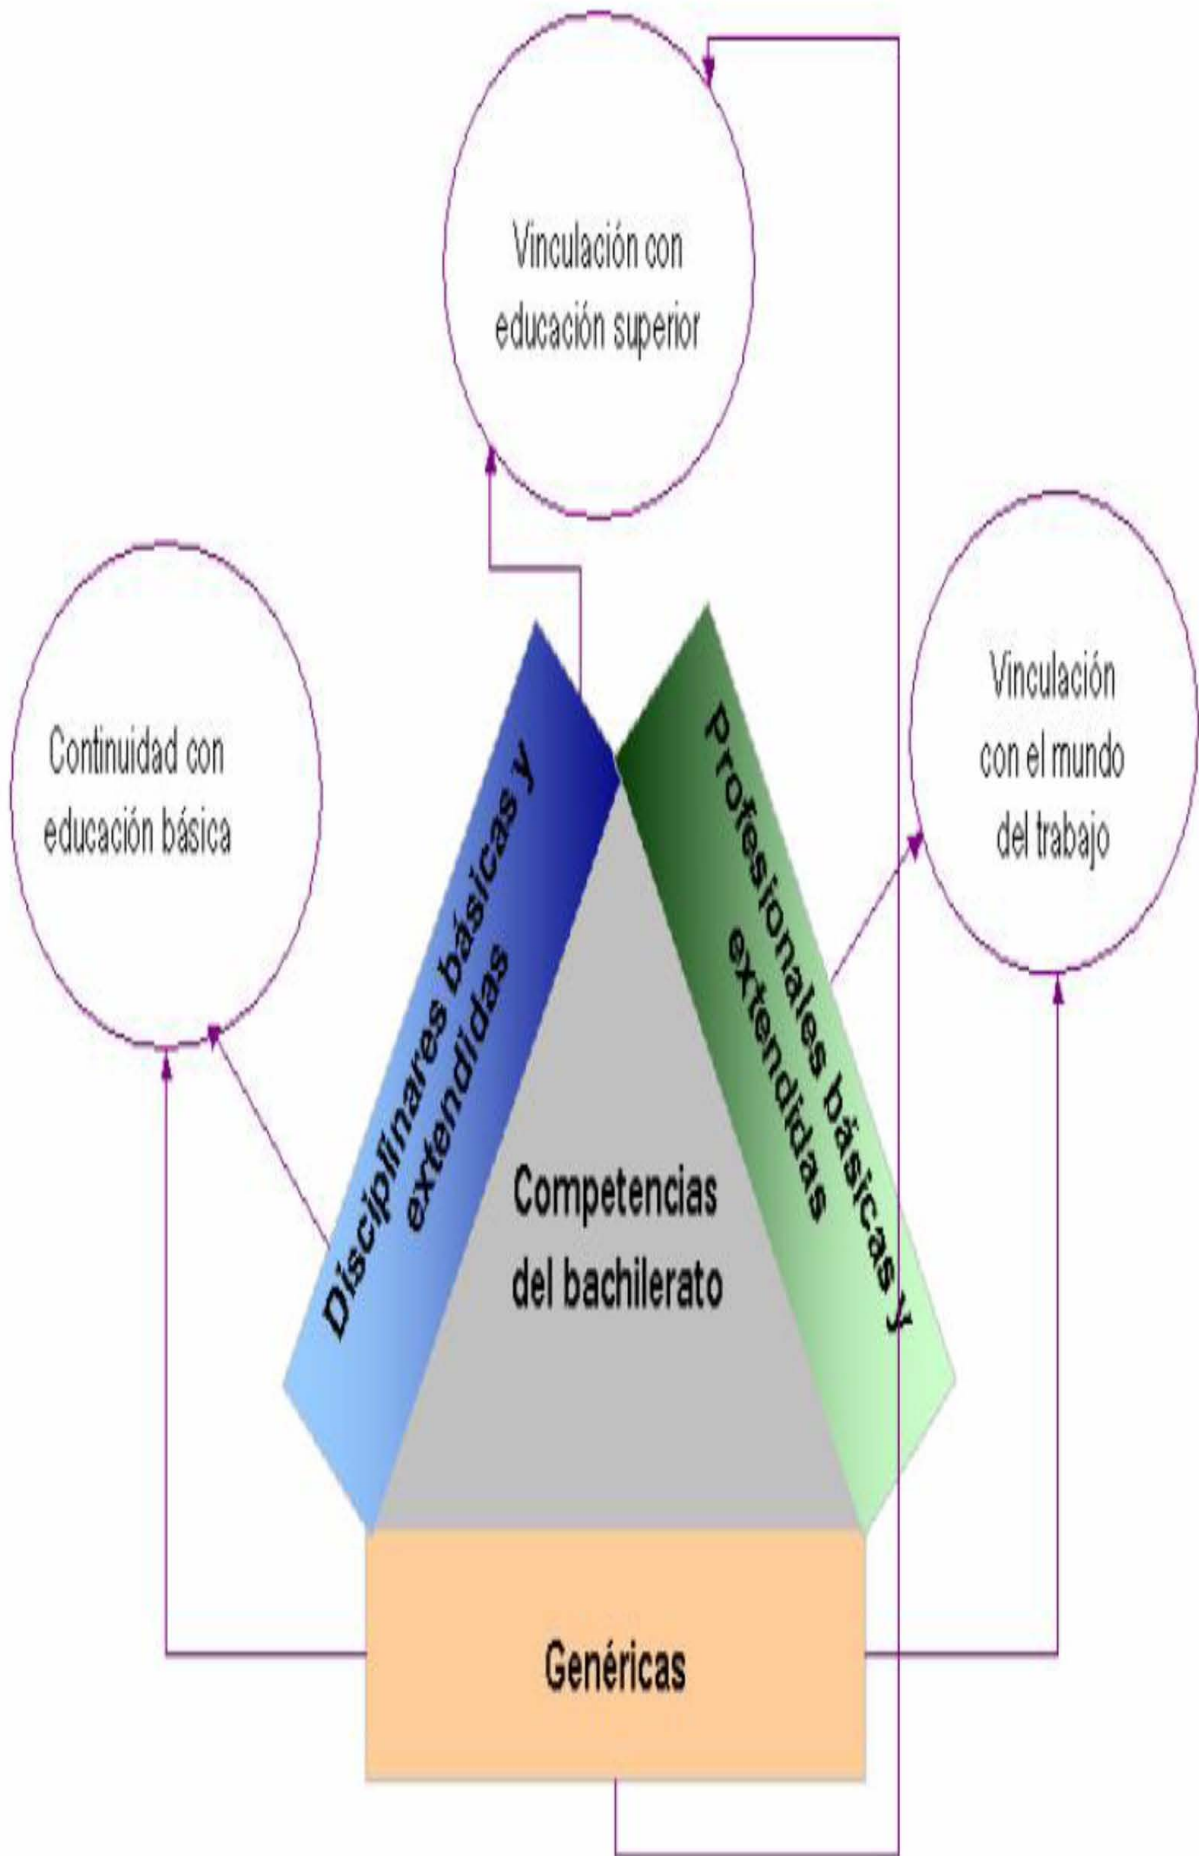 Vinculación con
educación superior
Continuidad con
educación básica
Vinculación
con el mundo
del trabajo
Disciplinares básicas y
extendidas
Profesionales básicas y
extendidas
Competencias
del bachilerato
Genéricas